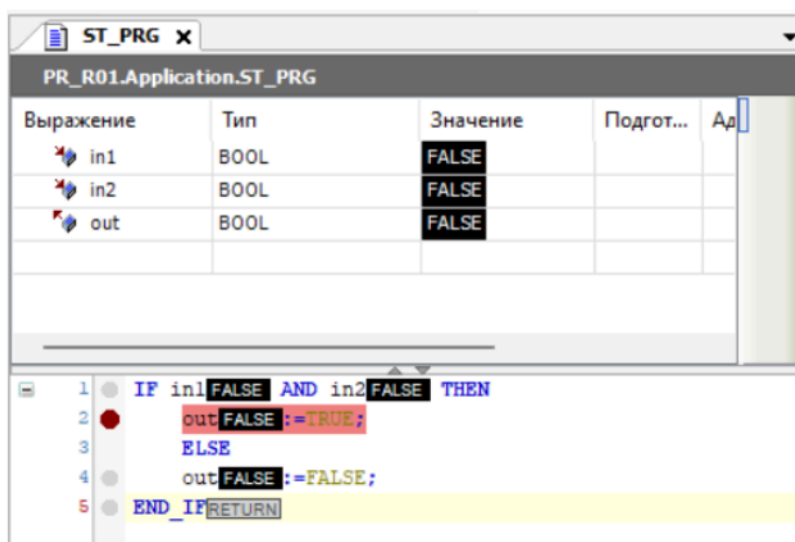 ST_PRG
PR_R01.Application.ST_PRG
Выражение Тип Значение Подгот... Ад
in1 BOOL FALSE
in2 BOOL FALSE
out BOOL FALSE
1 IF in1 FALSE AND in2 FALSE THEN
2 out FALSE :=TRUE;
3 ELSE
4 out FALSE :=FALSE;
5 END_IF RETURN